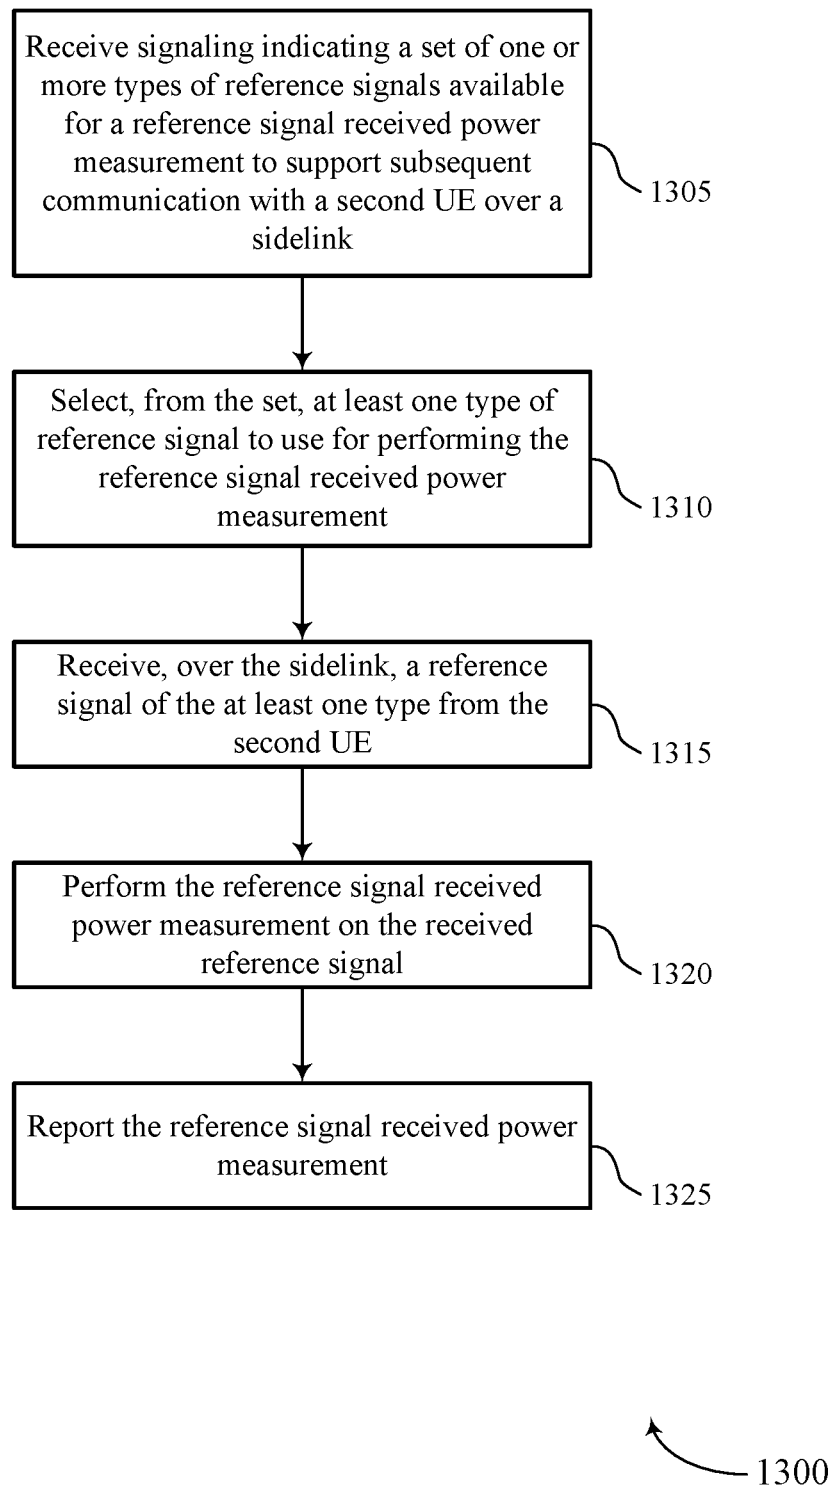 Receive signaling indicating a set of one or
more types of reference signals available
for a reference signal received power
measurement to support subsequent
communication with a second UE over a
sidelink
1305
Select, from the set, at least one type of
reference signal to use for performing the
reference signal received power
measurement
1310
Receive, over the sidelink, a reference
signal of the at least one type from the
second UE
1315
Perform the reference signal received
power measurement on the received
reference signal
1320
Report the reference signal received power
measurement
1325
1300